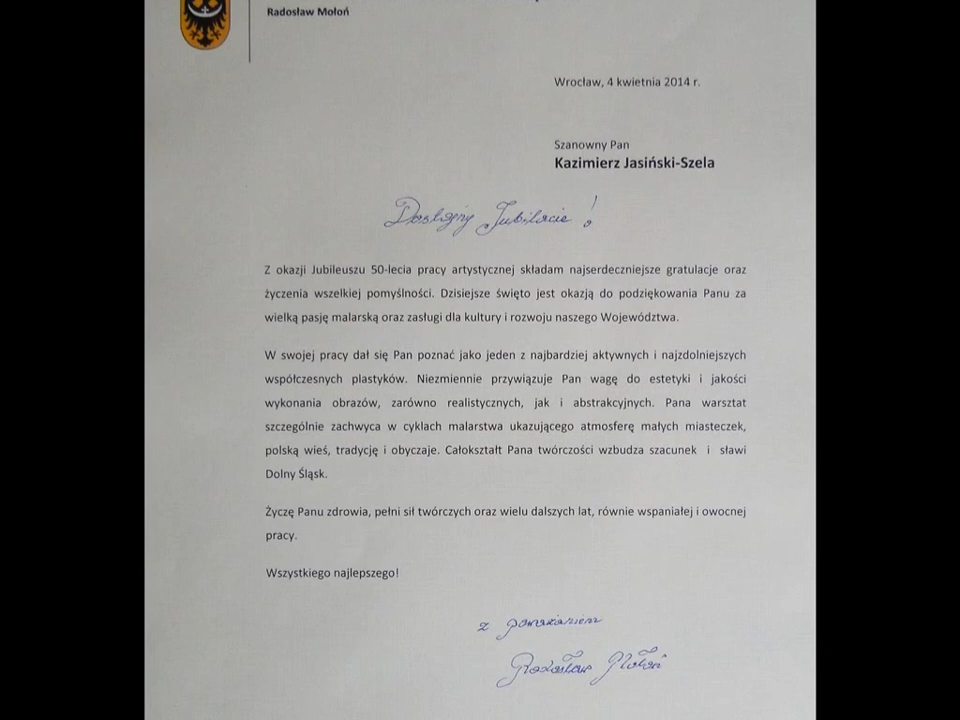 Radosław Mołoń
Wrocław, 4 kwietnia 2014 r.
Szanowny Pan
Kazimierz Jasiński-Szela
Dostojny Jubilacie!
Z okazji Jubileuszu 50-lecia pracy artystycznej składam najserdeczniejsze gratulacje oraz
życzenia wszelkiej pomyślności. Dzisiejsze święto jest okazją do podziękowania Panu za
wielką pasję malarską oraz zasługi dla kultury i rozwoju naszego Województwa.
W swojej pracy dał się Pan poznać jako jeden z najbardziej aktywnych i najzdolniejszych
współczesnych plastyków. Niezmiennie przywiązuje Pan wagę do estetyki i jakości
wykonania obrazów, zarówno realistycznych, jak i abstrakcyjnych. Pana warsztat
szczególnie zachwyca w cyklach malarstwa ukazującego atmosferę małych miasteczek,
polską wieś, tradycję i obyczaje. Całokształt Pana twórczości wzbudza szacunek i sławi
Dolny Śląsk.
Życzę Panu zdrowia, pełni sił twórczych oraz wielu dalszych lat, równie wspaniałej i owocnej
pracy.
Wszystkiego najlepszego!
z poważaniem
Radosław Mołoń